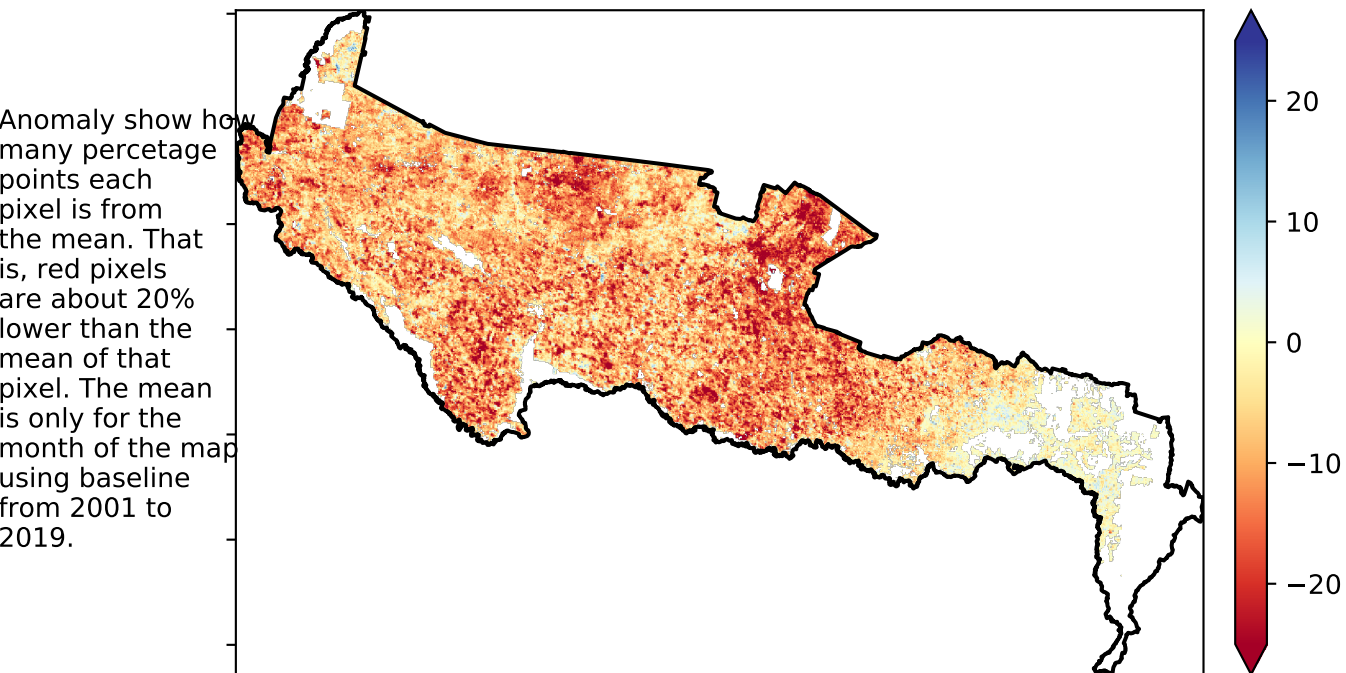 Anomaly show how
many percetage
points each
pixel is from
the mean. That
is, red pixels
are about 20%
lower than the
mean of that
pixel. The mean
is only for the
month of the map
using baseline
from 2001 to
2019.
20
10
0
−10
−20